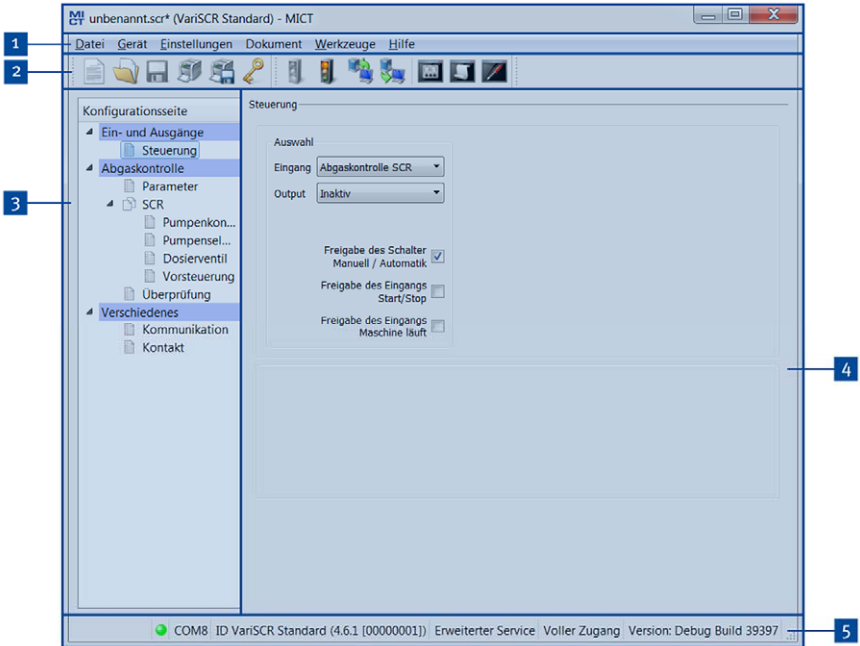 MICT unbenannt.scr* (VariSCR Standard) - MICT
1
Datei Gerät Einstellungen Dokument Werkzeuge Hilfe
2
Konfigurationsseite
Ein- und Ausgänge
Steuerung
Abgaskontrolle
Parameter
3
SCR
Pumpenkon...
Pumpensel...
Dosierventil
Vorsteuerung
Überprüfung
Verschiedenes
Kommunikation
Kontakt
Steuerung
Auswahl
Eingang Abgaskontrolle SCR
Output Inaktiv
Freigabe des Schalter
Manuell / Automatik
Freigabe des Eingangs
Start/Stop
Freigabe des Eingangs
Maschine läuft
4
COM8 ID VariSCR Standard (4.6.1 [00000001]) Erweiterter Service Voller Zugang Version: Debug Build 39397
5